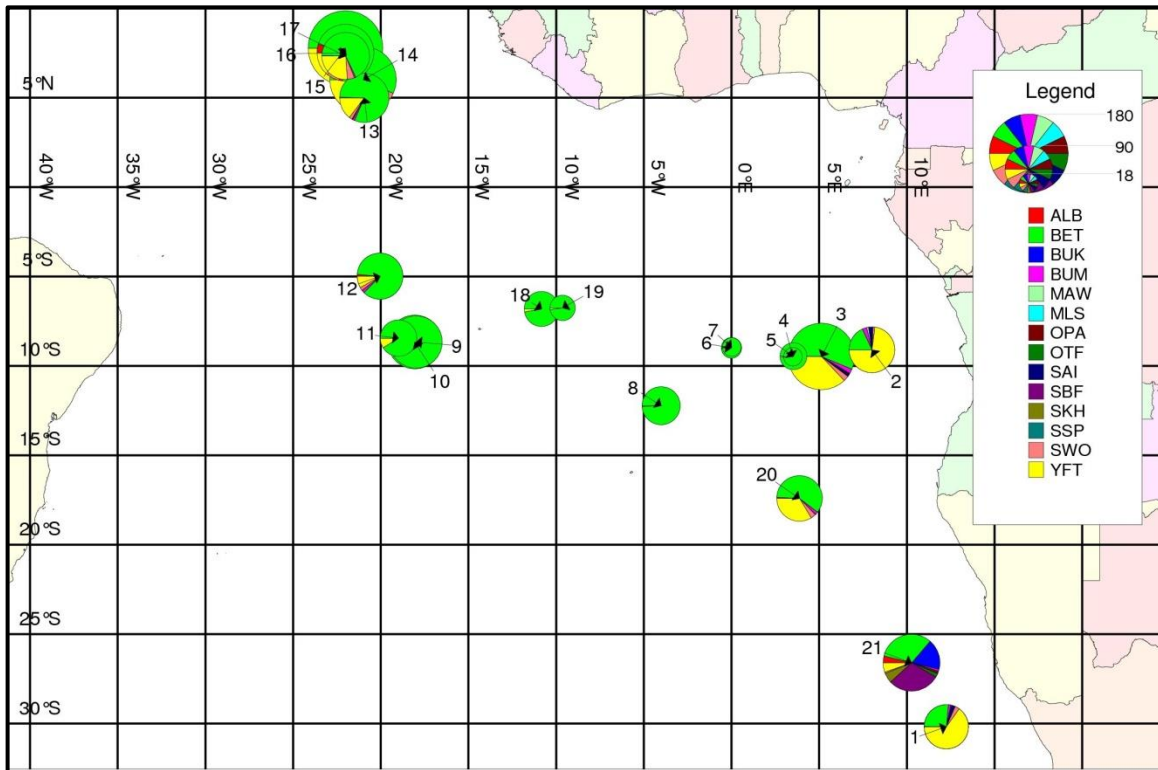 17
14
16
15
13
5°N
40°W
35°W
30°W
25°W
20°W
15°W
10°W
5°W
0°E
5°E
10°E
5°S
12
18
19
11
9
10
10°S
7
6
4
5
3
2
8
15°S
20
20°S
25°S
21
30°S
1
Legend
180
90
18
ALB
BET
BUK
BUM
MAW
MLS
OPA
OTF
SAI
SBF
SKH
SSP
SWO
YFT